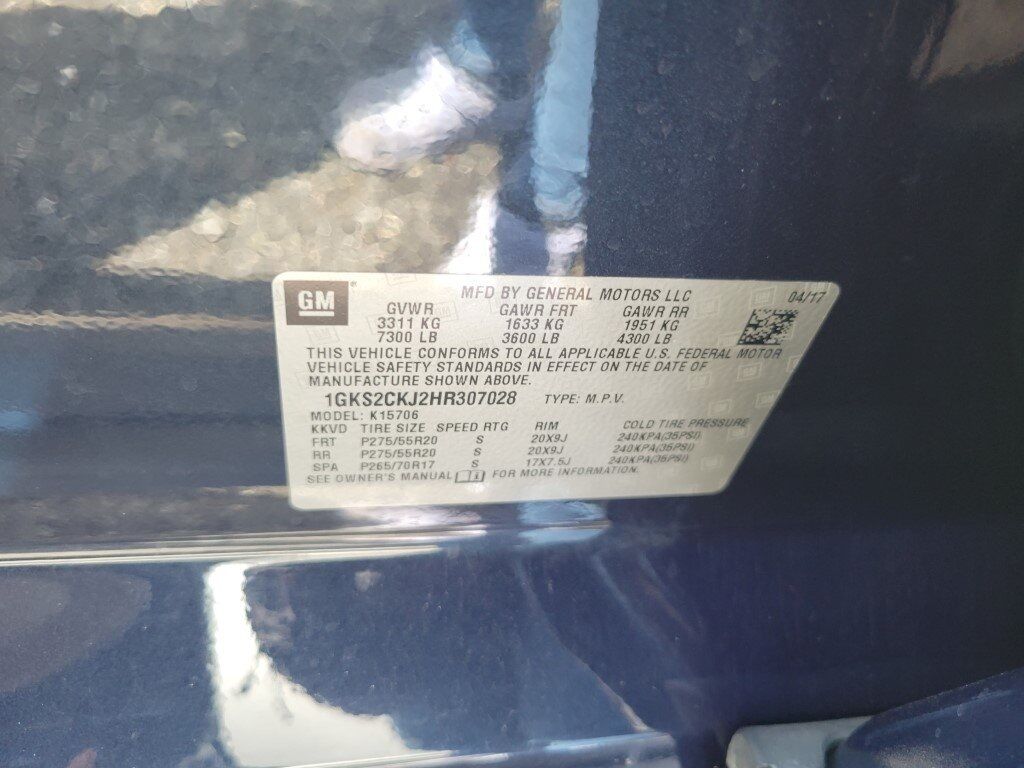 GM ®
MFD BY GENERAL MOTORS LLC 04/17
GVWR GAWR FRT GAWR RR
3311 KG 1633 KG 1951 KG
7300 LB 3600 LB 4300 LB
THIS VEHICLE CONFORMS TO ALL APPLICABLE U.S. FEDERAL MOTOR
VEHICLE SAFETY STANDARDS IN EFFECT ON THE DATE OF
MANUFACTURE SHOWN ABOVE.
1GKS2CKJ2HR307028 TYPE: M.P.V.
MODEL: K15706
KKVD TIRE SIZE SPEED RTG RIM COLD TIRE PRESSURE
FRT P275/55R20 S 20X9J 240KPA(35PSI)
RR P275/55R20 S 20X9J 240KPA(35PSI)
SPA P265/70R17 S 17X7.5J 240KPA(35PSI)
SEE OWNER'S MANUAL FOR MORE INFORMATION.